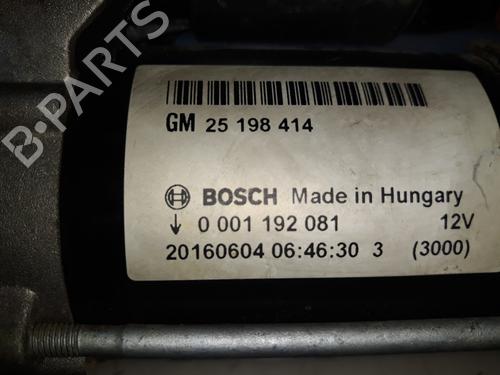 B-PARTS
GM 25 198 414
BOSCH Made in Hungary
↓ 0 001 192 081 12V
20160604 06:46:30 3 (3000)